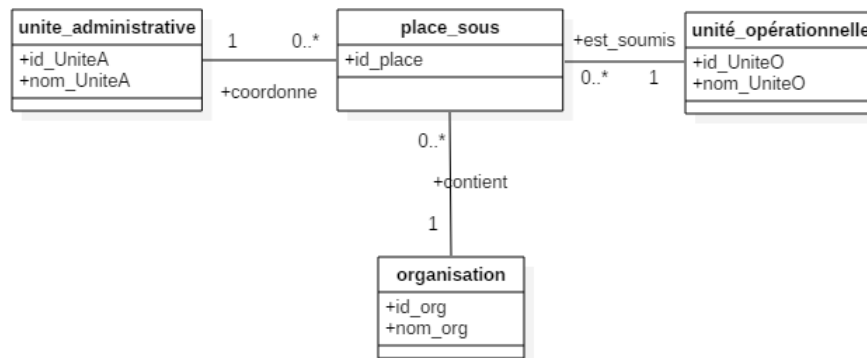 unite_administrative
+id_UniteA
+nom_UniteA
1
0..*
+coordonne
place_sous
+id_place
+est_soumis
0..*
1
unité_opérationnelle
+id_UniteO
+nom_UniteO
0..*
+contient
1
organisation
+id_org
+nom_org